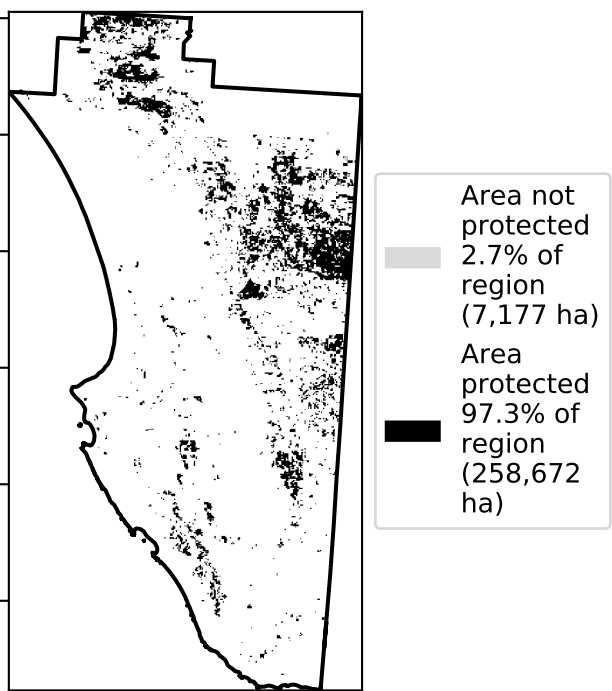 Area not
protected
2.7% of
region
(7,177 ha)
Area
protected
97.3% of
region
(258,672
ha)